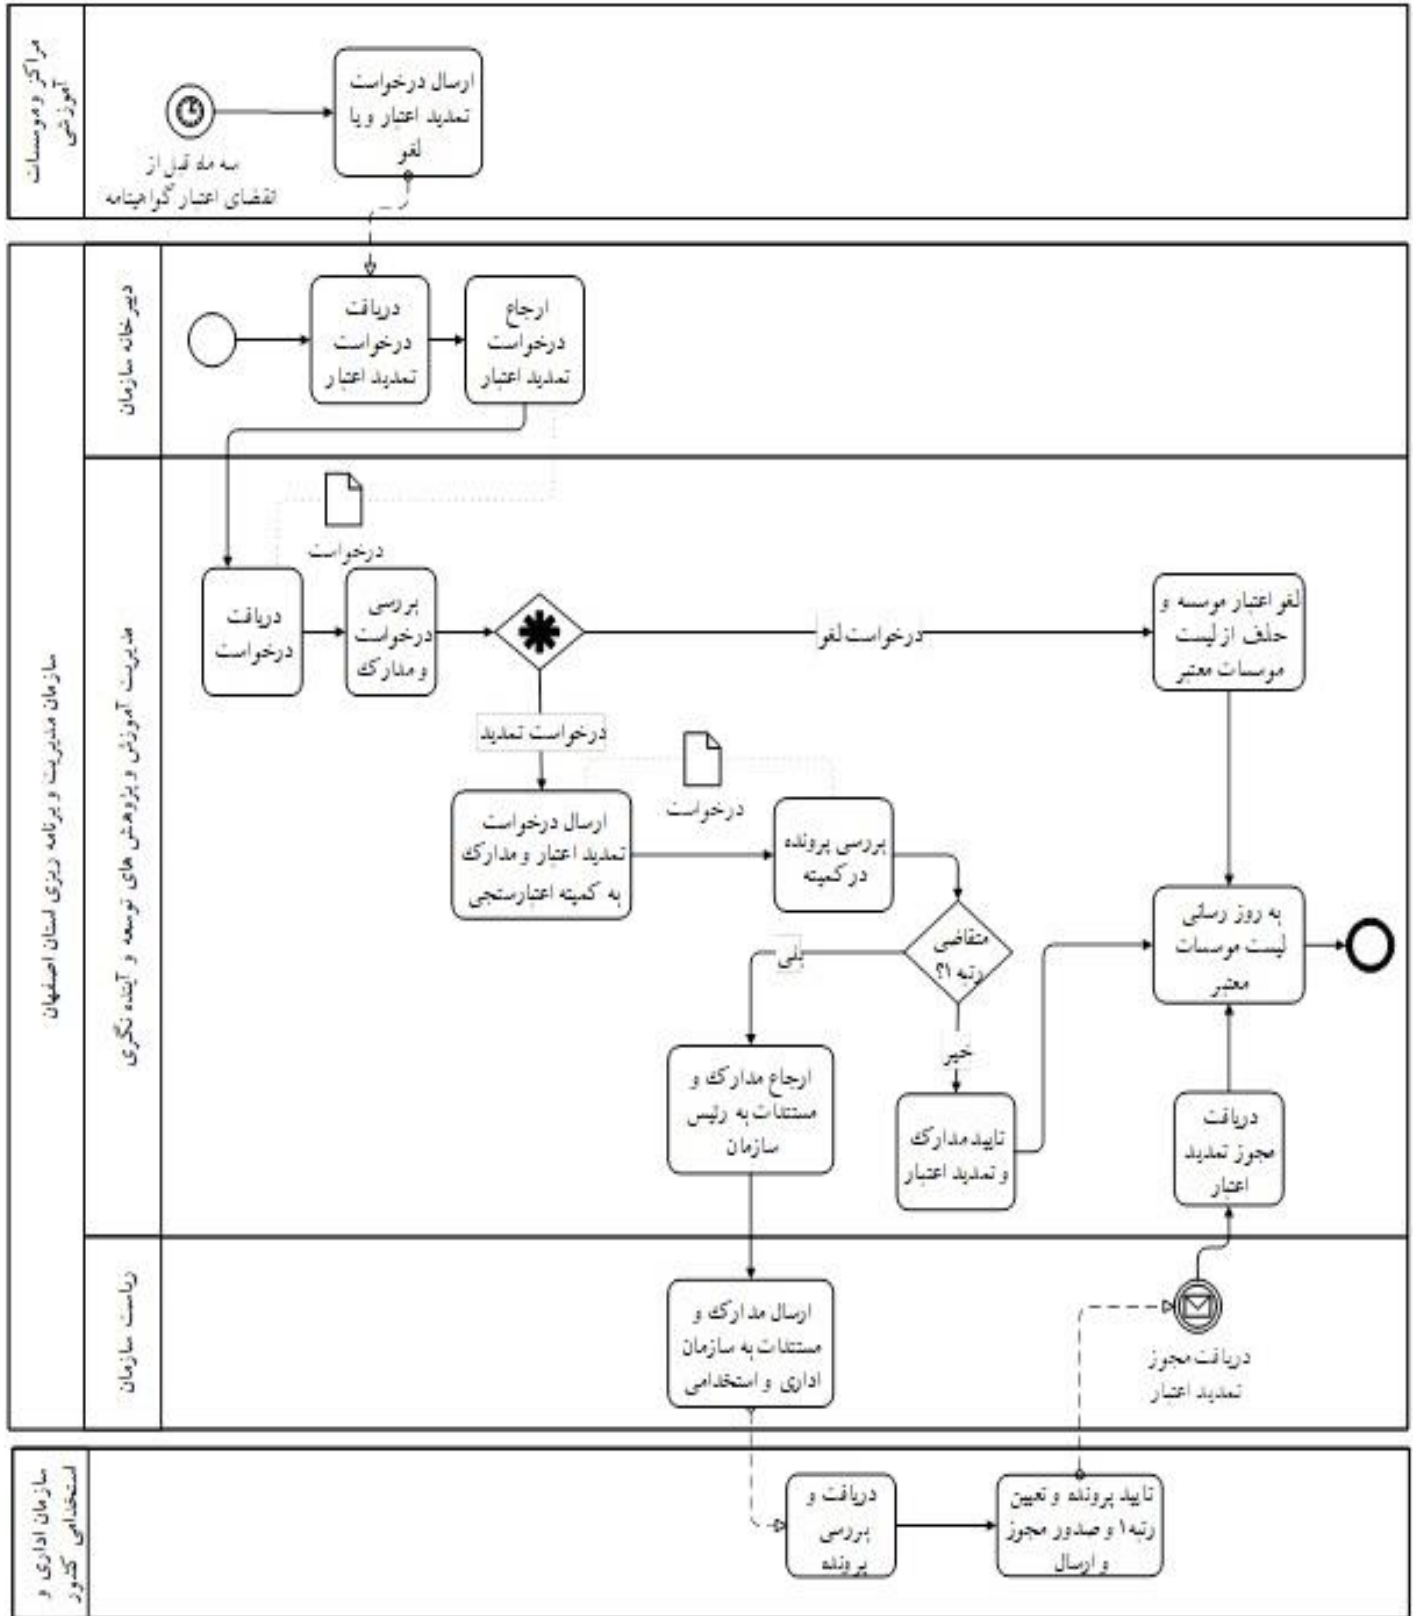 مراکز وموسسات
آموزشی
سه ماه قبل از
انقضای اعتبار گواهینامه
ارسال درخواست
تمدید اعتبار و یا
لغو
سازمان مدیریت و برنامه ریزی استان اصفهان
دبیرخانه سازمان
دریافت
درخواست
تمدید اعتبار
ارجاع
درخواست
تمدید اعتبار
مدیریت آموزش و پژوهش های توسعه و آینده نگری
درخواست
دریافت
درخواست
بررسی
درخواست
و مدارک
درخواست لغو
لغو اعتبار موسسه و
حذف از لیست
موسسات معتبر
درخواست تمدید
ارسال درخواست
تمدید اعتبار و مدارک
به کمیته اعتبارسنجی
درخواست
بررسی پرونده
در کمیته
متقاضی
رتبه ۱؟
بلی
خیر
به روز رسانی
لیست موسسات
معتبر
ارجاع مدارک و
مستندات به رئیس
سازمان
تایید مدارک
و تمدید اعتبار
دریافت
مجوز تمدید
اعتبار
ریاست سازمان
ارسال مدارک و
مستندات به سازمان
اداری و استخدامی
دریافت مجوز
تمدید اعتبار
سازمان اداری و
استخدامی کشور
دریافت و
بررسی
پرونده
تایید پرونده و تعیین
رتبه ۱ و صدور مجوز
و ارسال